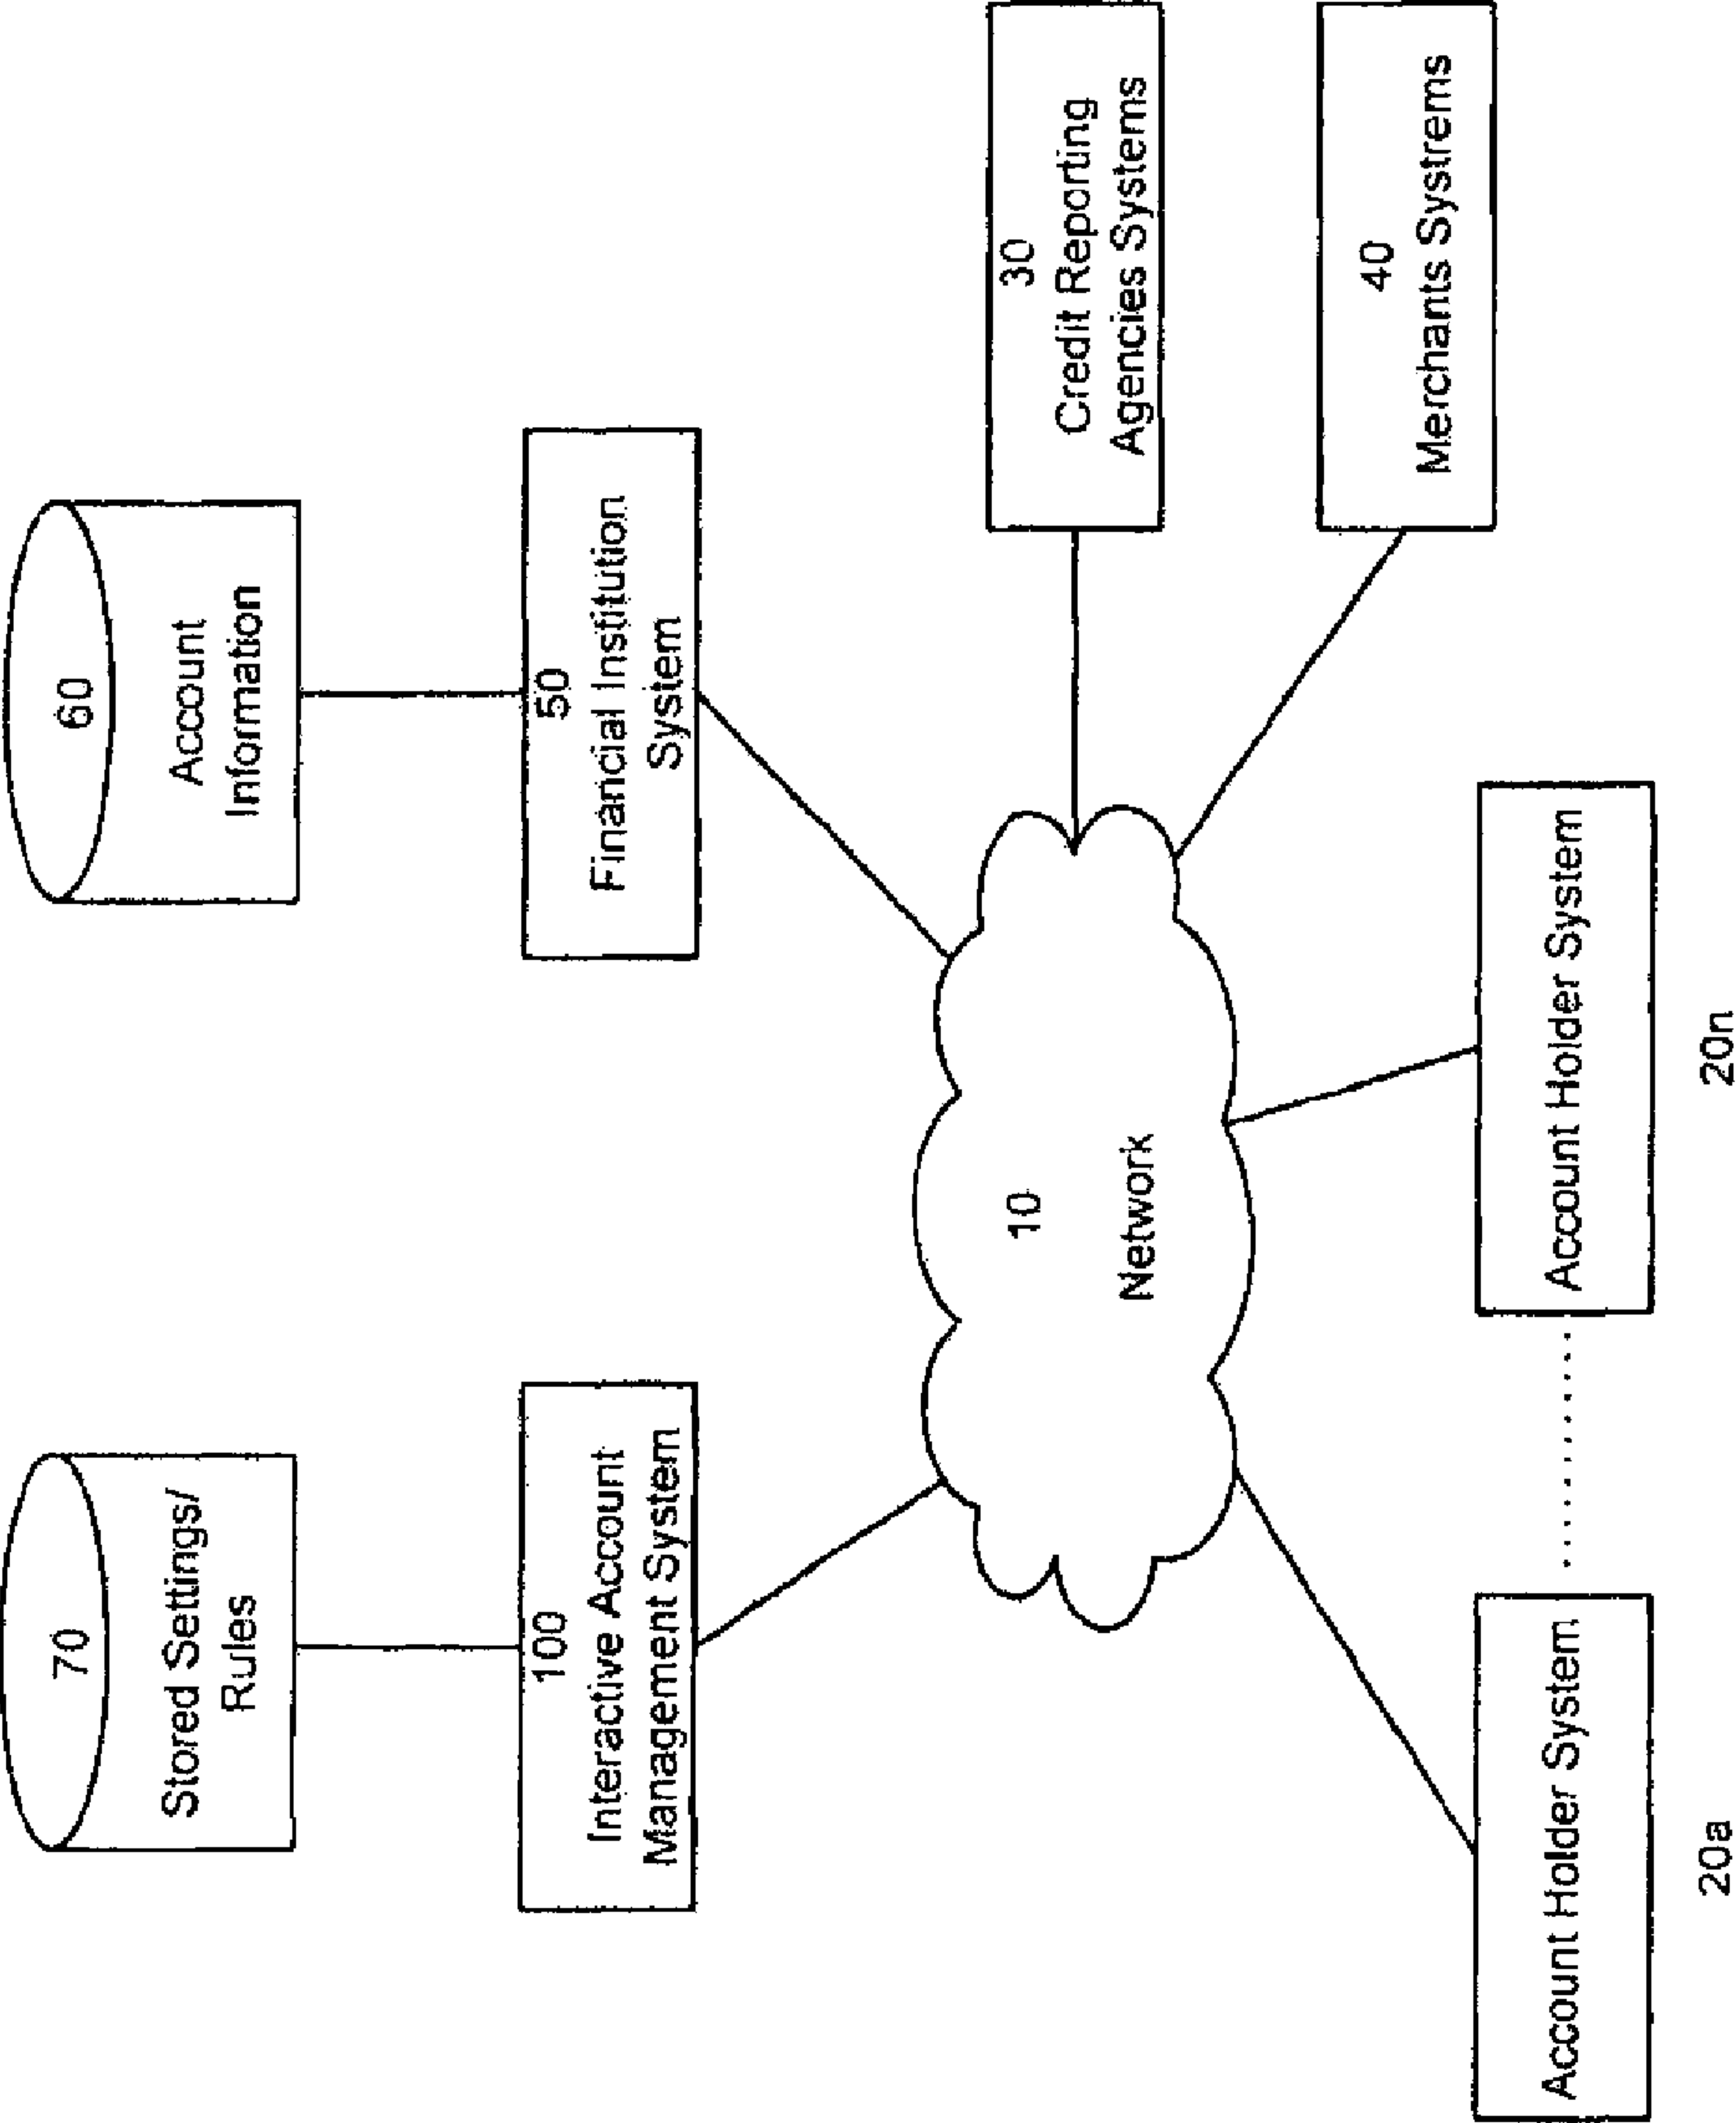 70
Stored Settings/
Rules
60
Account
Information
100
Interactive Account
Management System
50
Financial Institution
System
10
Network
30
Credit Reporting
Agencies Systems
40
Merchants Systrems
Account Holder System
20a
...........
Account Holder System
20n